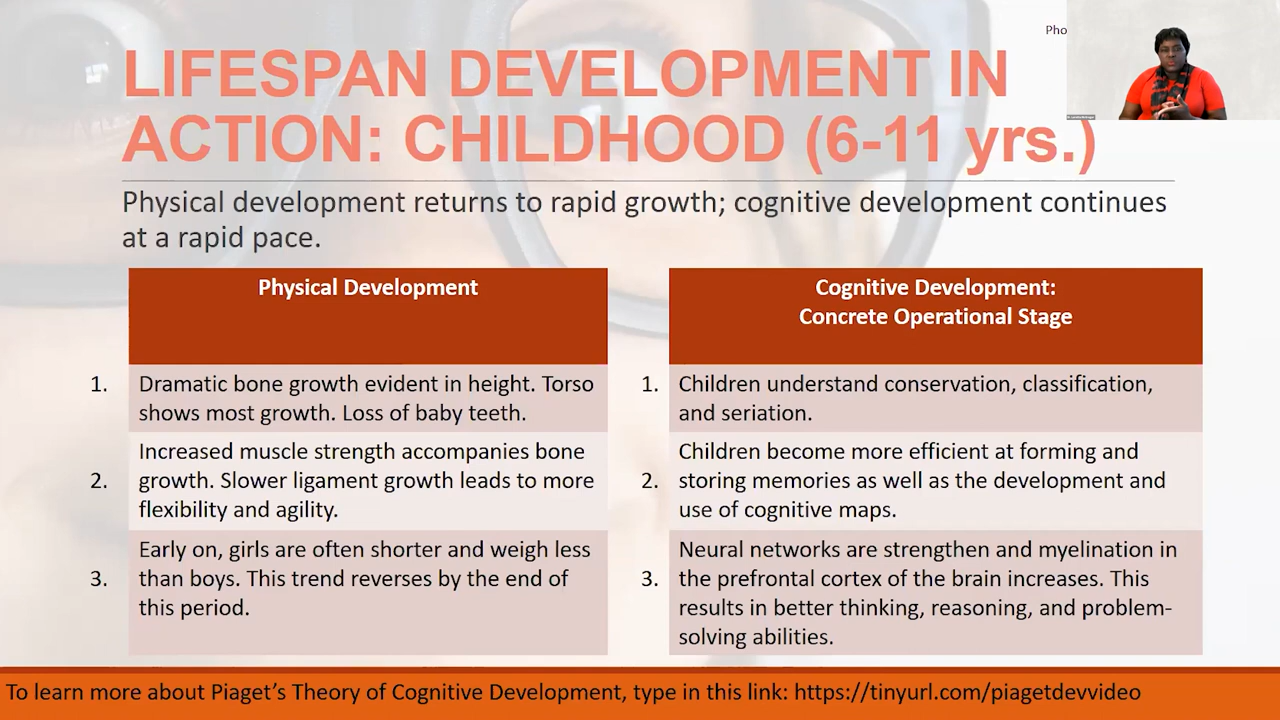 Pho
LIFESPAN DEVELOPMENT IN
ACTION: CHILDHOOD (6-11 yrs.)
Physical development returns to rapid growth; cognitive development continues
at a rapid pace.
Physical Development
1. Dramatic bone growth evident in height. Torso
shows most growth. Loss of baby teeth.
Increased muscle strength accompanies bone
2. growth. Slower ligament growth leads to more
flexibility and agility.
Early on, girls are often shorter and weigh less
3. than boys. This trend reverses by the end of
this period.
Cognitive Development:
Concrete Operational Stage
1. Children understand conservation, classification,
and seriation.
Children become more efficient at forming and
2. storing memories as well as the development and
use of cognitive maps.
Neural networks are strengthen and myelination in
3. the prefrontal cortex of the brain increases. This
results in better thinking, reasoning, and problem-
solving abilities.
To learn more about Piaget’s Theory of Cognitive Development, type in this link: https://tinyurl.com/piagetdevvideo